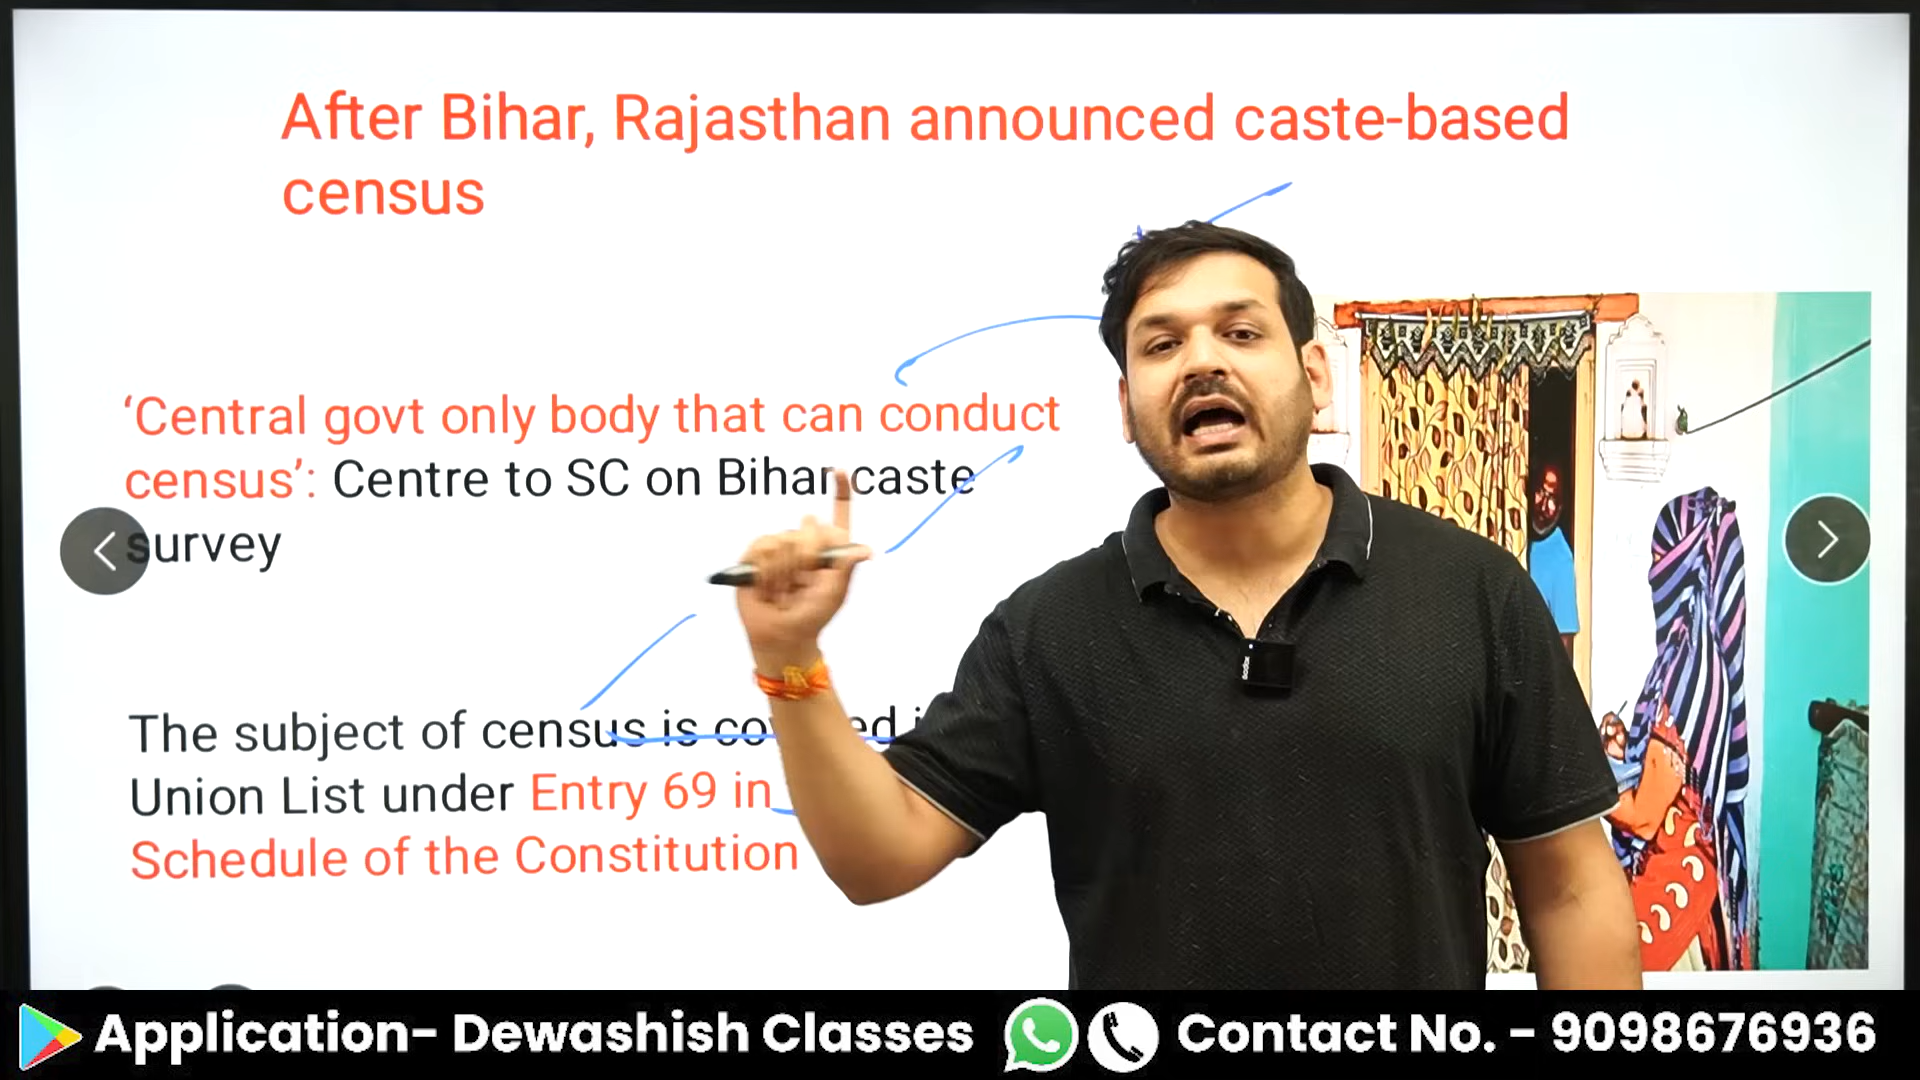 After Bihar, Rajasthan announced caste-based
census
‘Central govt only body that can conduct
census’: Centre to SC on Bihar caste
survey
The subject of census is
Union List under Entry 69 in
Schedule of the Constitution
Godox
Application- Dewashish Classes Contact No. - 9098676936